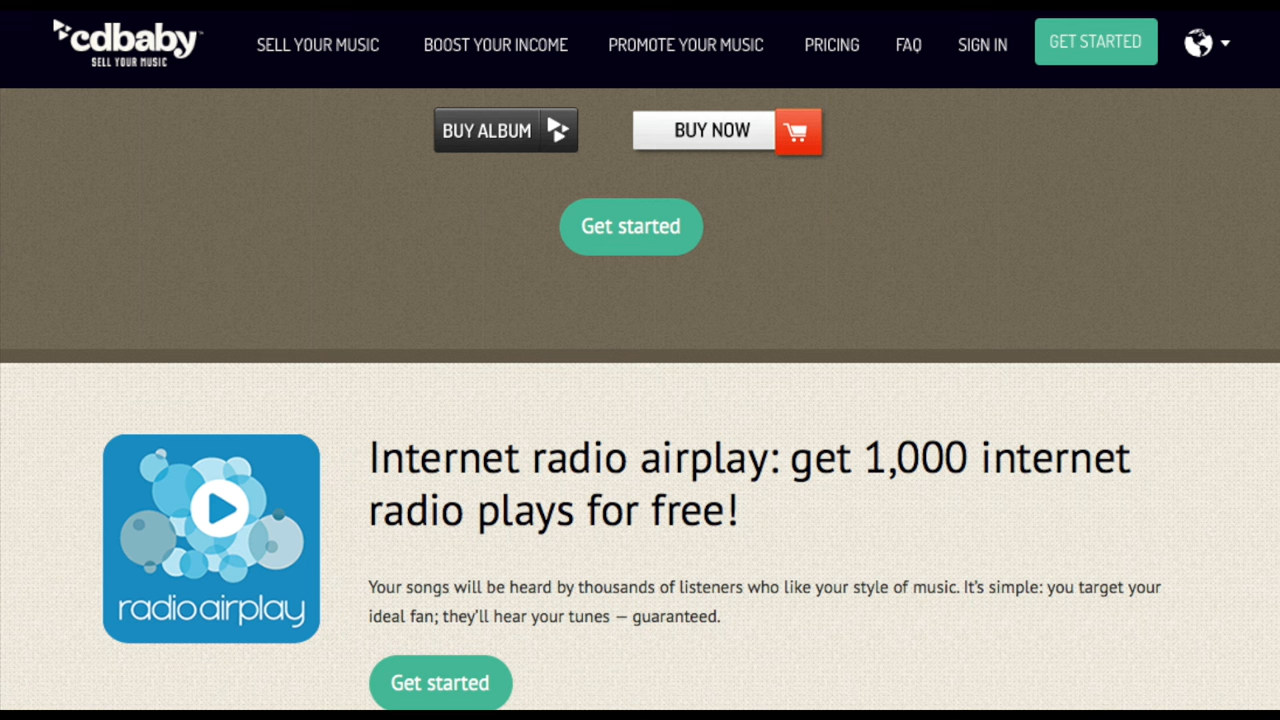 cdbaby
SELL YOUR MUSIC
SELL YOUR MUSIC BOOST YOUR INCOME PROMOTE YOUR MUSIC PRICING FAQ SIGN IN GET STARTED
BUY ALBUM BUY NOW
Get started
Internet radio airplay: get 1,000 internet
radio plays for free!
Your songs will be heard by thousands of listeners who like your style of music. It's simple: you target your
ideal fan; they'll hear your tunes — guaranteed.
radioairplay
Get started